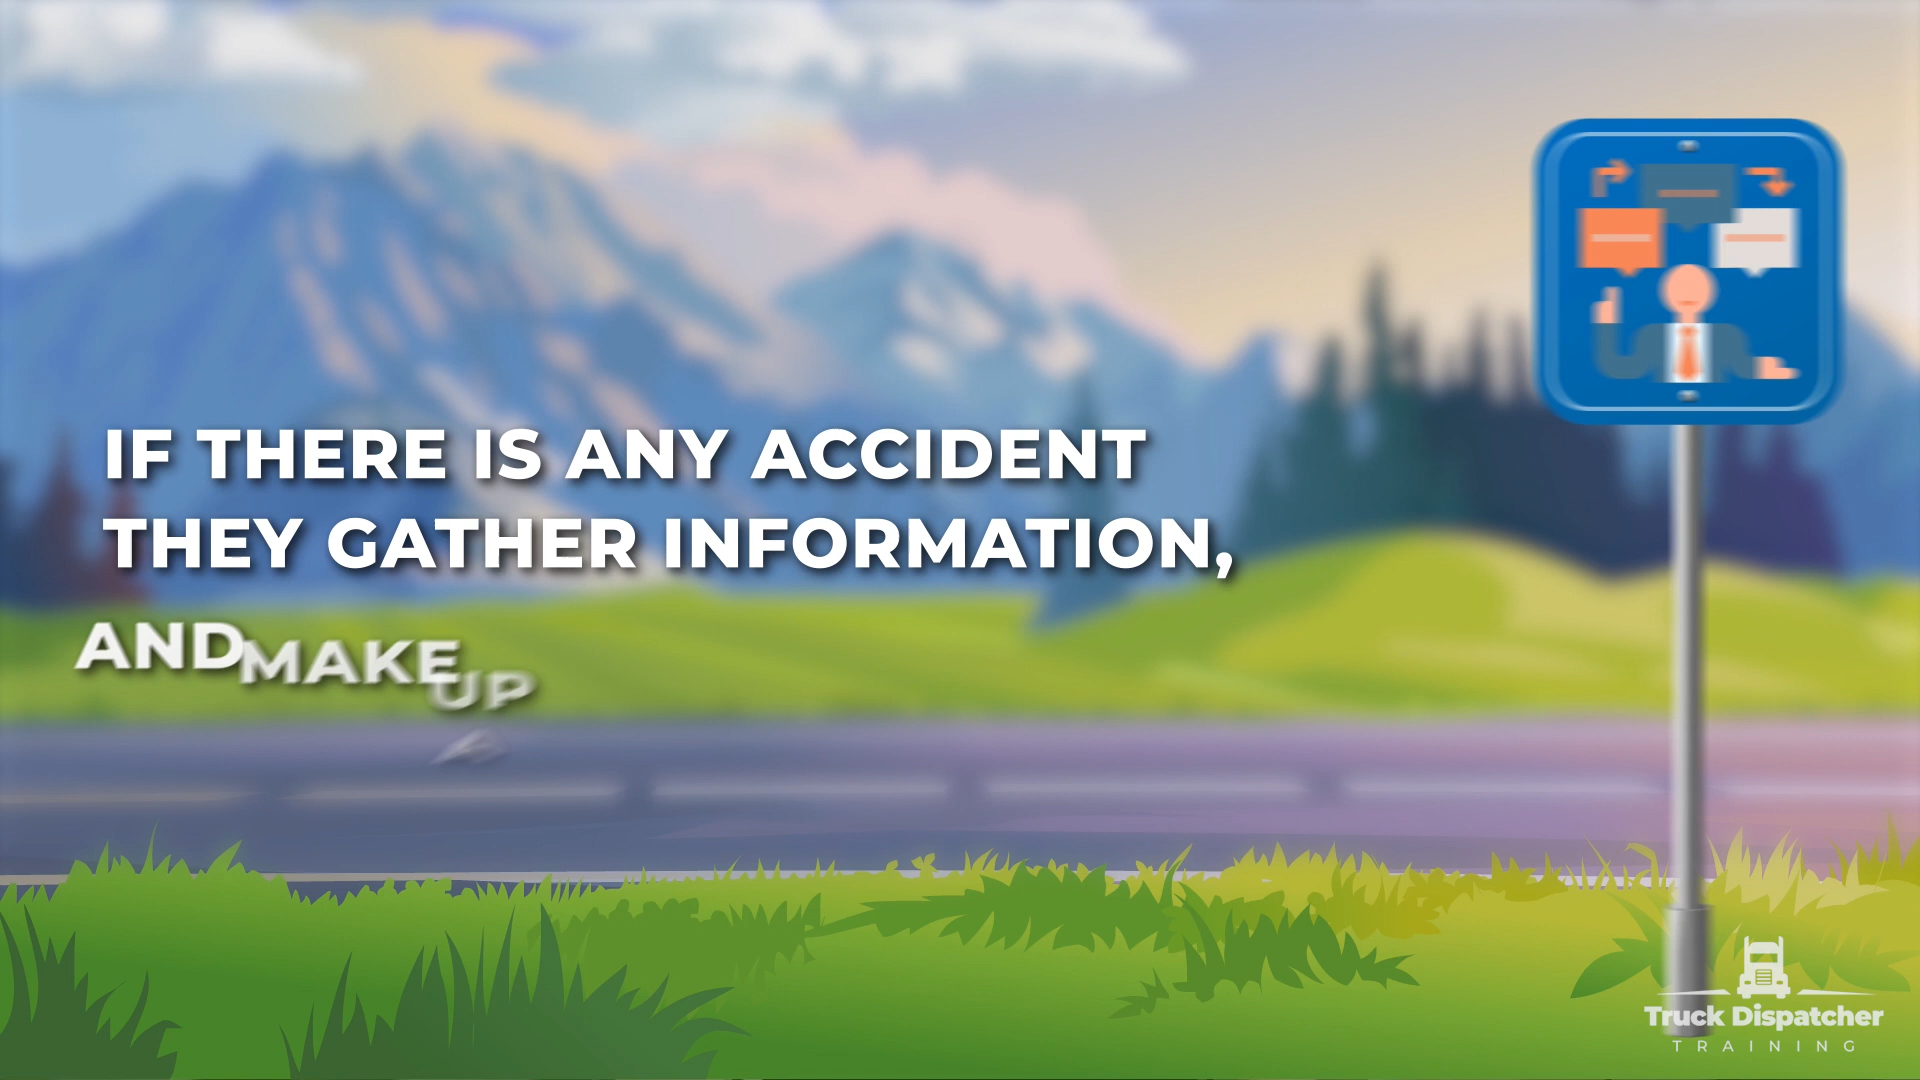 IF THERE IS ANY ACCIDENT
THEY GATHER INFORMATION,
AND MAKE UP
Truck Dispatcher
TRAINING